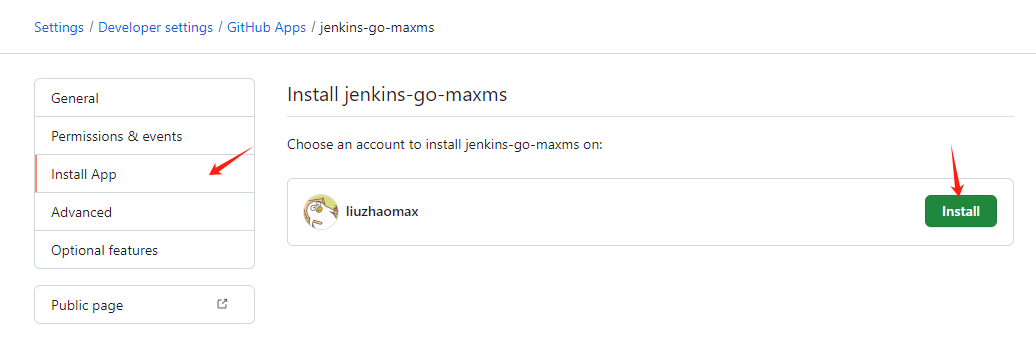 Settings / Developer settings / GitHub Apps / jenkins-go-maxms
General
Permissions & events
Install App
Advanced
Optional features
Public page
Install jenkins-go-maxms
Choose an account to install jenkins-go-maxms on:
liuzhaomax
Install